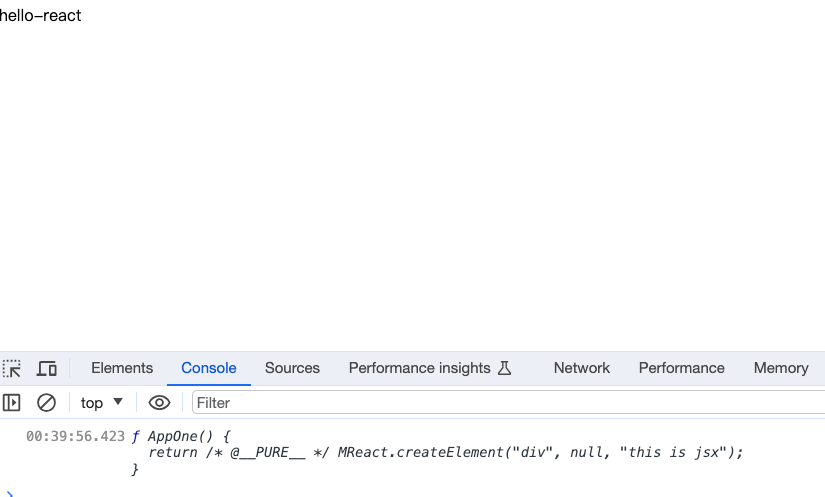 hello-react
Elements Console Sources Performance insights Network Performance Memory
top Filter
00:39:56.423 ƒ AppOne() {
return /* @__PURE__ */ MReact.createElement("div", null, "this is jsx");
}